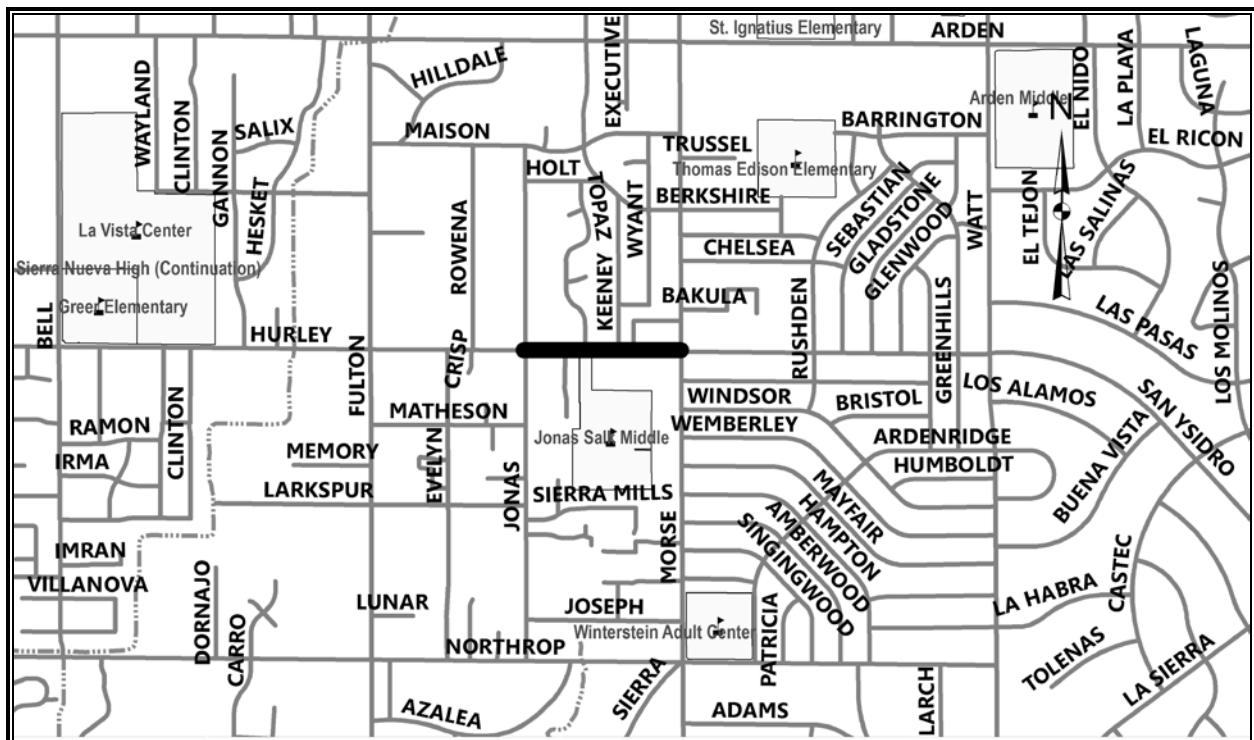 St. Ignatius Elementary
ARDEN
LAGUNA
LA PLAYA
EL NIDO
EXECUTIVE
HILLDALE
WAYLAND
CLINTON
GANNON
SALIX
MAISON
Arden Middle
N
BARRINGTON
EL RICON
TRUSSEL
Thomas Edison Elementary
HOLT
TOPAZ
WYANT
BERKSHIRE
SEBASTIAN
GLADSTONE
GLENWOOD
WATT
EL TEJON
LAS SALINAS
HESKET
La Vista Center
ROWENA
CHELSEA
Sierra Nueva High (Continuation)
Greer Elementary
BELL
HURLEY
KEENEY
BAKULA
RUSHDEN
GREENHILLS
LAS PASAS
LOS MOLINOS
FULTON
CRISP
WINDSOR
BRISTOL
LOS ALAMOS
SAN YSIDRO
RAMON
CLINTON
MATHESON
WEMBERLEY
Jonas Salk Middle
ARDENRIDGE
BUENA VISTA
IRMA
MEMORY
EVELYN
HUMBOLDT
LARKSPUR
JONAS
SIERRA MILLS
MORSE
MAYFAIR
HAMPTON
AMBERWOOD
SINGINGWOOD
IMRAN
VILLANOVA
DORNAJO
CARRO
LUNAR
JOSEPH
Winterstein Adult Center
PATRICIA
LA HABRA
CASTEC
NORTHROP
TOLENAS
LA SIERRA
AZALEA
SIERRA
ADAMS
LARCH